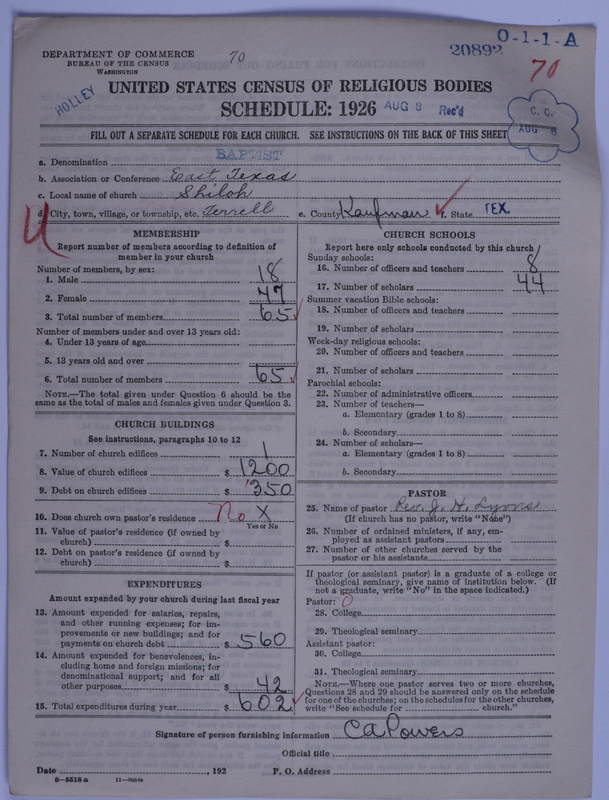 DEPARTMENT OF COMMERCE
BUREAU OF THE CENSUS
WASHINGTON
70
20892
O-1-1-A
70
HOLLEY
UNITED STATES CENSUS OF RELIGIOUS BODIES
SCHEDULE: 1926
AUG 8 Rec'd
C. C.
AUG 8
FILL OUT A SEPARATE SCHEDULE FOR EACH CHURCH. SEE INSTRUCTIONS ON THE BACK OF THIS SHEET
a. Denomination BAPTIST
b. Association or Conference East Texas
c. Local name of church Shiloh
d. City, town, village, or township, etc. Terrell e. County Kaufman f. State TEX.
MEMBERSHIP
Report number of members according to definition of
member in your church
Number of members, by sex:
1. Male 18
2. Female 47
3. Total number of members 65
Number of members under and over 13 years old:
4. Under 13 years of age
5. 13 years old and over
6. Total number of members 65
NOTE.—The total given under Question 6 should be the
same as the total of males and females given under Question 3.
CHURCH BUILDINGS
See instructions, paragraphs 10 to 12
7. Number of church edifices 1
8. Value of church edifices $ 1200
9. Debt on church edifices $ 350
10. Does church own pastor's residence No X
Yes or No
11. Value of pastor's residence (if owned by
church) $
12. Debt on pastor's residence (if owned by
church) $
EXPENDITURES
Amount expended by your church during last fiscal year
13. Amount expended for salaries, repairs,
and other running expenses; for im-
provements or new buildings; and for
payments on church debt $ 560
14. Amount expended for benevolences, in-
cluding home and foreign missions; for
denominational support; and for all
other purposes $ 42
15. Total expenditures during year $ 602
CHURCH SCHOOLS
Report here only schools conducted by this church
Sunday schools:
16. Number of officers and teachers 8
17. Number of scholars 44
Summer vacation Bible schools:
18. Number of officers and teachers
19. Number of scholars
Week-day religious schools:
20. Number of officers and teachers
21. Number of scholars
Parochial schools:
22. Number of administrative officers
23. Number of teachers—
a. Elementary (grades 1 to 8)
b. Secondary
24. Number of scholars—
a. Elementary (grades 1 to 8)
b. Secondary
PASTOR
25. Name of pastor Rev. J. H. Lyons
(If church has no pastor, write "None")
26. Number of ordained ministers, if any, em-
ployed as assistant pastors
27. Number of other churches served by the
pastor or his assistants
If pastor (or assistant pastor) is a graduate of a college or
theological seminary, give name of institution below. (If
not a graduate, write "No" in the space indicated.)
Pastor: 0
28. College
29. Theological seminary
Assistant pastor:
30. College
31. Theological seminary
NOTE.—Where one pastor serves two or more churches,
Questions 28 and 29 should be answered only on the schedule
for one of the churches; on the schedules for the other churches,
write "See schedule for church."
Signature of person furnishing information C A Powers
Official title
Date , 192 P. O. Address
8-5518 a 11-9054a